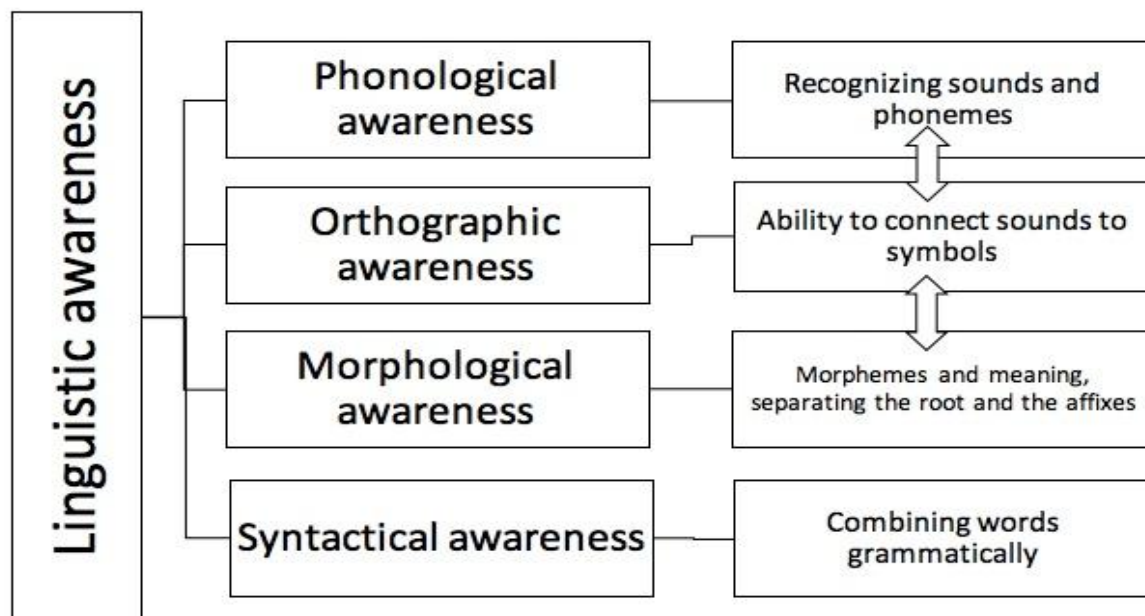 Linguistic awareness
Phonological
awareness
Recognizing sounds and
phonemes
Orthographic
awareness
Ability to connect sounds to
symbols
Morphological
awareness
Morphemes and meaning,
separating the root and the affixes
Syntactical awareness
Combining words
grammatically